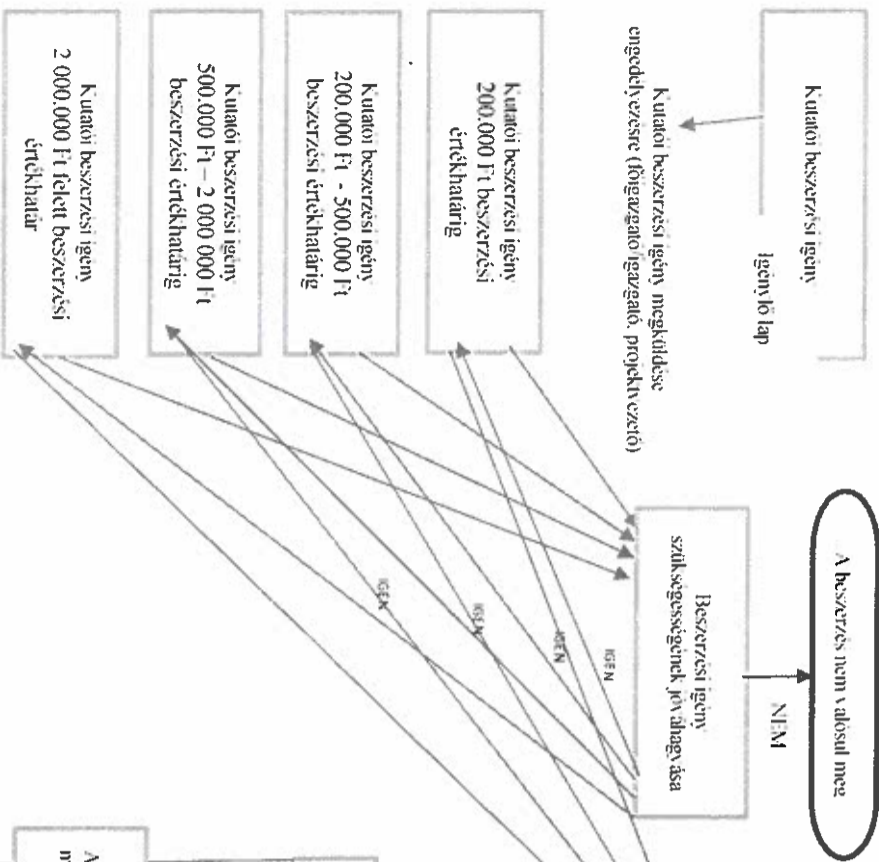 Kutatói beszerzési igény
Igénylő lap
Kutatói beszerzési igény megküldése
engedélyezésre (főigazgató/igazgató, projektvezető)
Kutatói beszerzési igény
200.000 Ft beszerzési
értékhatárig
Kutatói beszerzési igény
200.000 Ft - 500.000 Ft
beszerzési értékhatárig
Kutatói beszerzési igény
500.000 Ft – 2 000 000 Ft
beszerzési értékhatárig
Kutatói beszerzési igény
2 000.000 Ft felett beszerzési
értékhatár
A beszerzés nem valósul meg
NEM
Beszerzési igény
szükségességének jóváhagyása
IGEN
IGEN
IGEN
IGEN
A